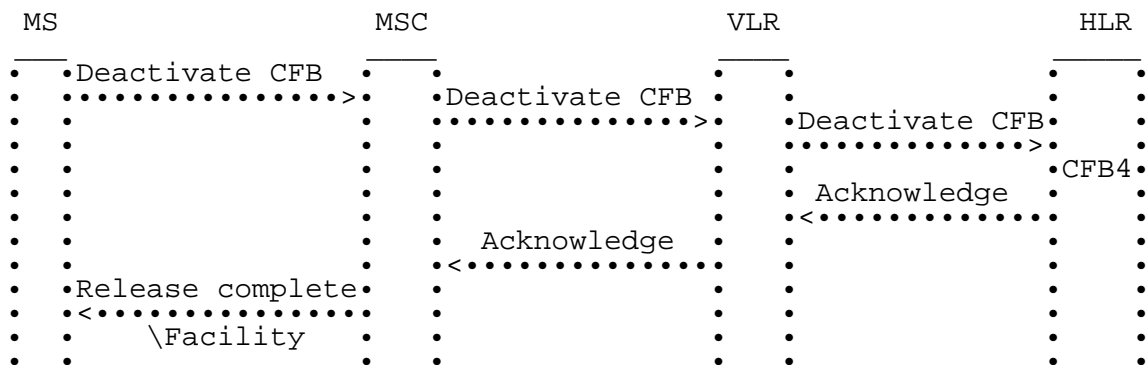 MS MSC VLR HLR
Deactivate CFB
Deactivate CFB
Deactivate CFB
CFB4
Acknowledge
Acknowledge
Release complete
\Facility